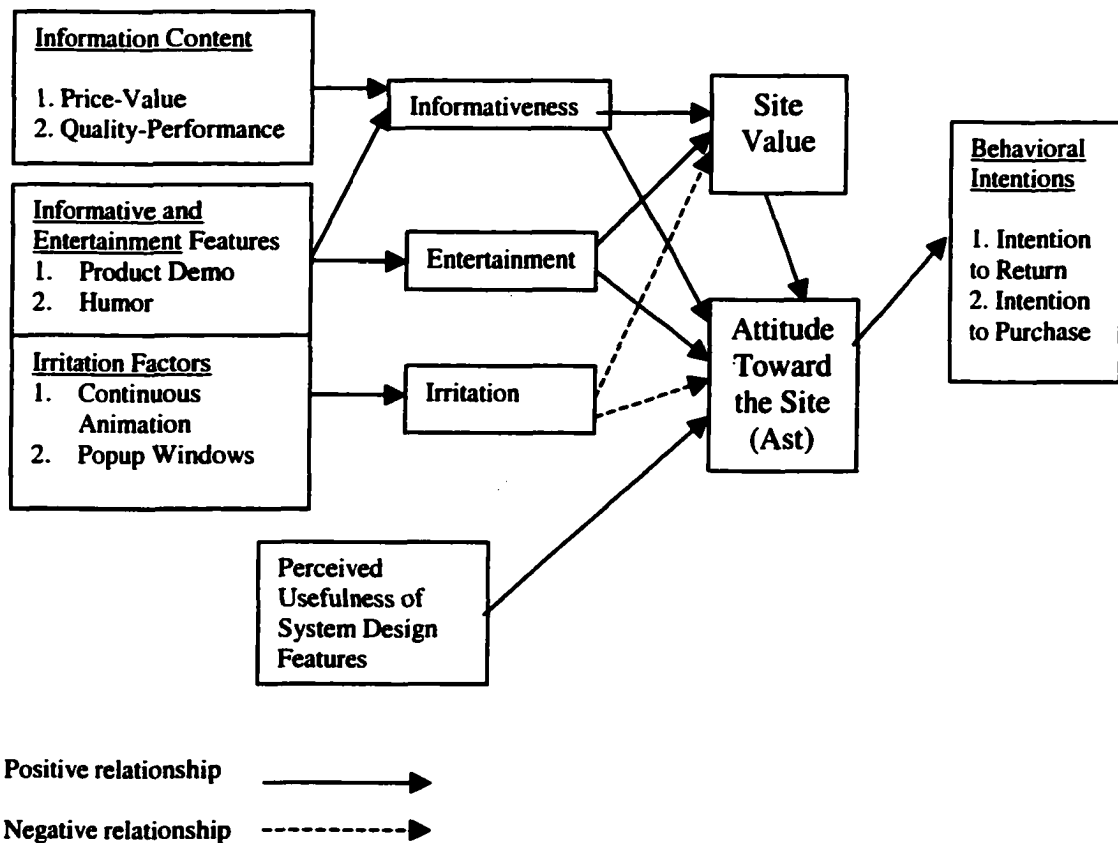 Information Content
1. Price-Value
2. Quality-Performance
Informative and
Entertainment Features
1. Product Demo
2. Humor
Irritation Factors
1. Continuous
Animation
2. Popup Windows
Informativeness
Entertainment
Irritation
Perceived
Usefulness of
System Design
Features
Site
Value
Attitude
Toward
the Site
(Ast)
Behavioral
Intentions
1. Intention
to Return
2. Intention
to Purchase
Positive relationship
Negative relationship